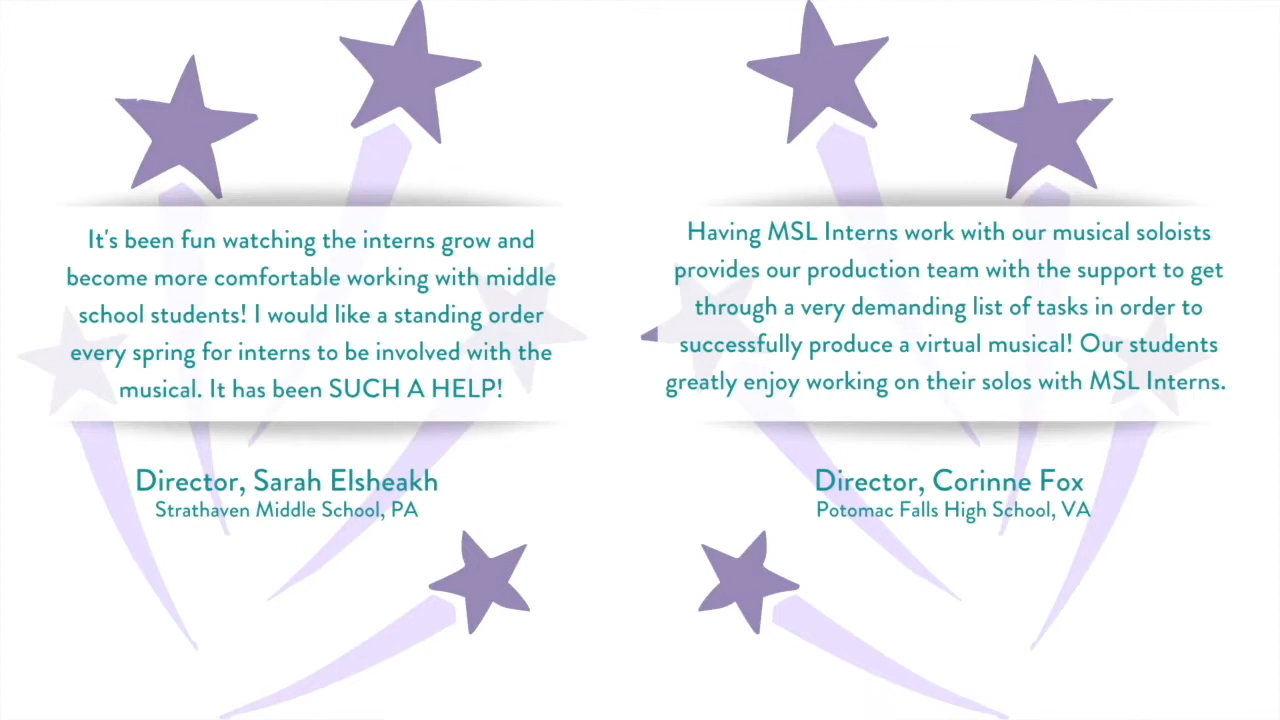 It's been fun watching the interns grow and
become more comfortable working with middle
school students! I would like a standing order
every spring for interns to be involved with the
musical. It has been SUCH A HELP!
Director, Sarah Elsheakh
Strathaven Middle School, PA
Having MSL Interns work with our musical soloists
provides our production team with the support to get
through a very demanding list of tasks in order to
successfully produce a virtual musical! Our students
greatly enjoy working on their solos with MSL Interns.
Director, Corinne Fox
Potomac Falls High School, VA